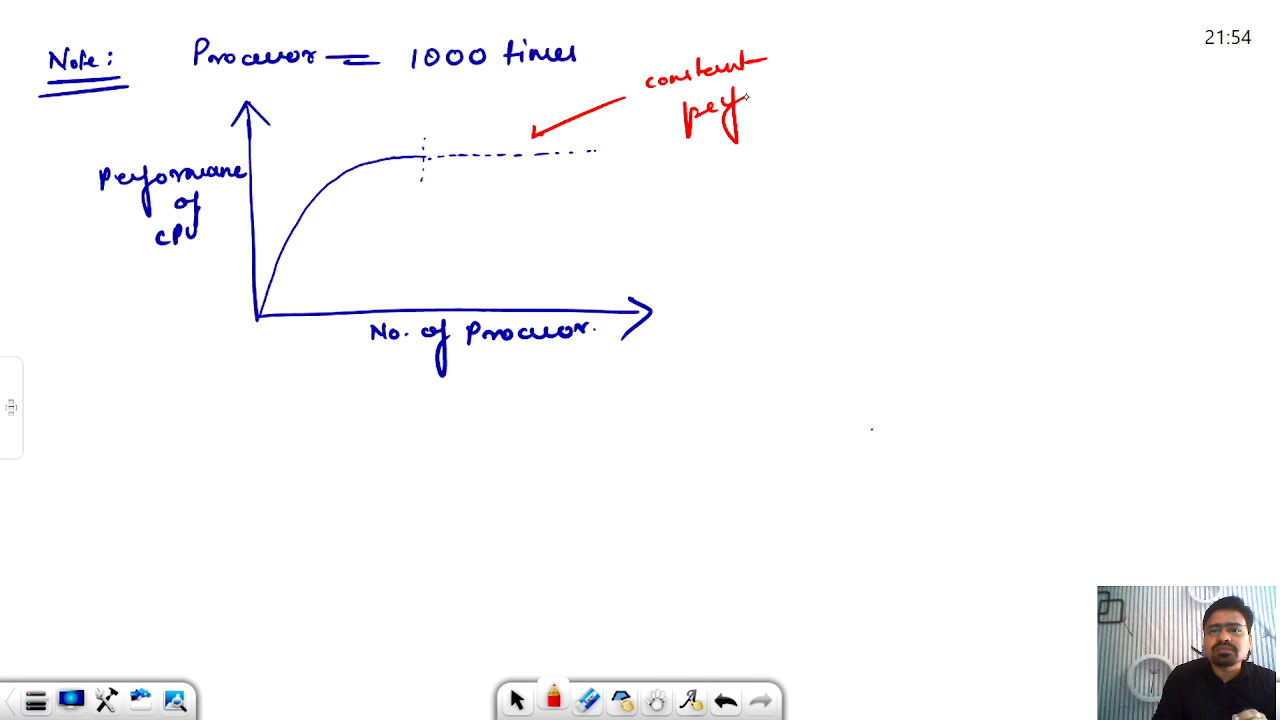 21:54
Note: Processor = 1000 times
constant
perf
Performance
of
CPU
No. of Processor.